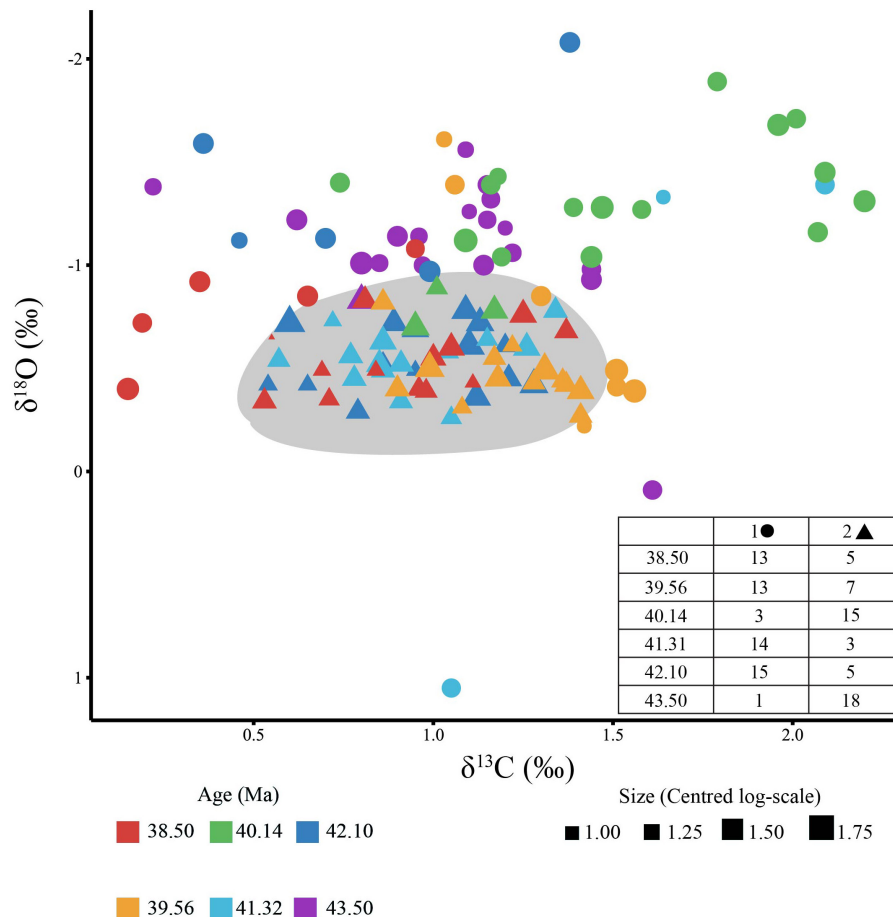 -2
-1
δ¹⁸O (‰)
0
1 ● 2 ▲
38.50 13 5
39.56 13 7
40.14 3 15
41.31 14 3
42.10 15 5
43.50 1 18
1
0.5 1.0 1.5 2.0
δ¹³C (‰)
Age (Ma) Size (Centred log-scale)
38.50 40.14 42.10 1.00 1.25 1.50 1.75
39.56 41.32 43.50